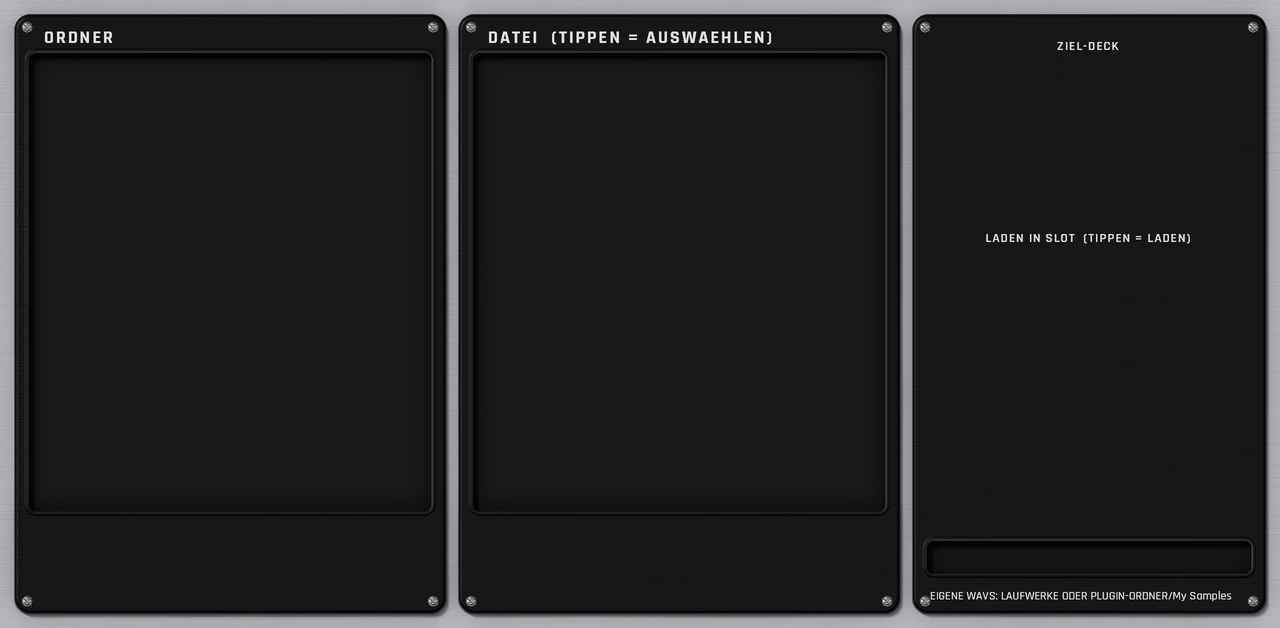 ORDNER
DATEI (TIPPEN = AUSWAEHLEN)
ZIEL-DECK
LADEN IN SLOT (TIPPEN = LADEN)
EIGENE WAVS: LAUFWERKE ODER PLUGIN-ORDNER/My Samples